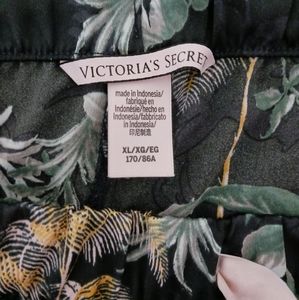 VICTORIA'S SECRET
made in Indonesia/
fabriqué en
Indonésie/hecho en
Indonesia/fabricato
in Indonesia/
印尼制造
XL/XG/EG
170/86A